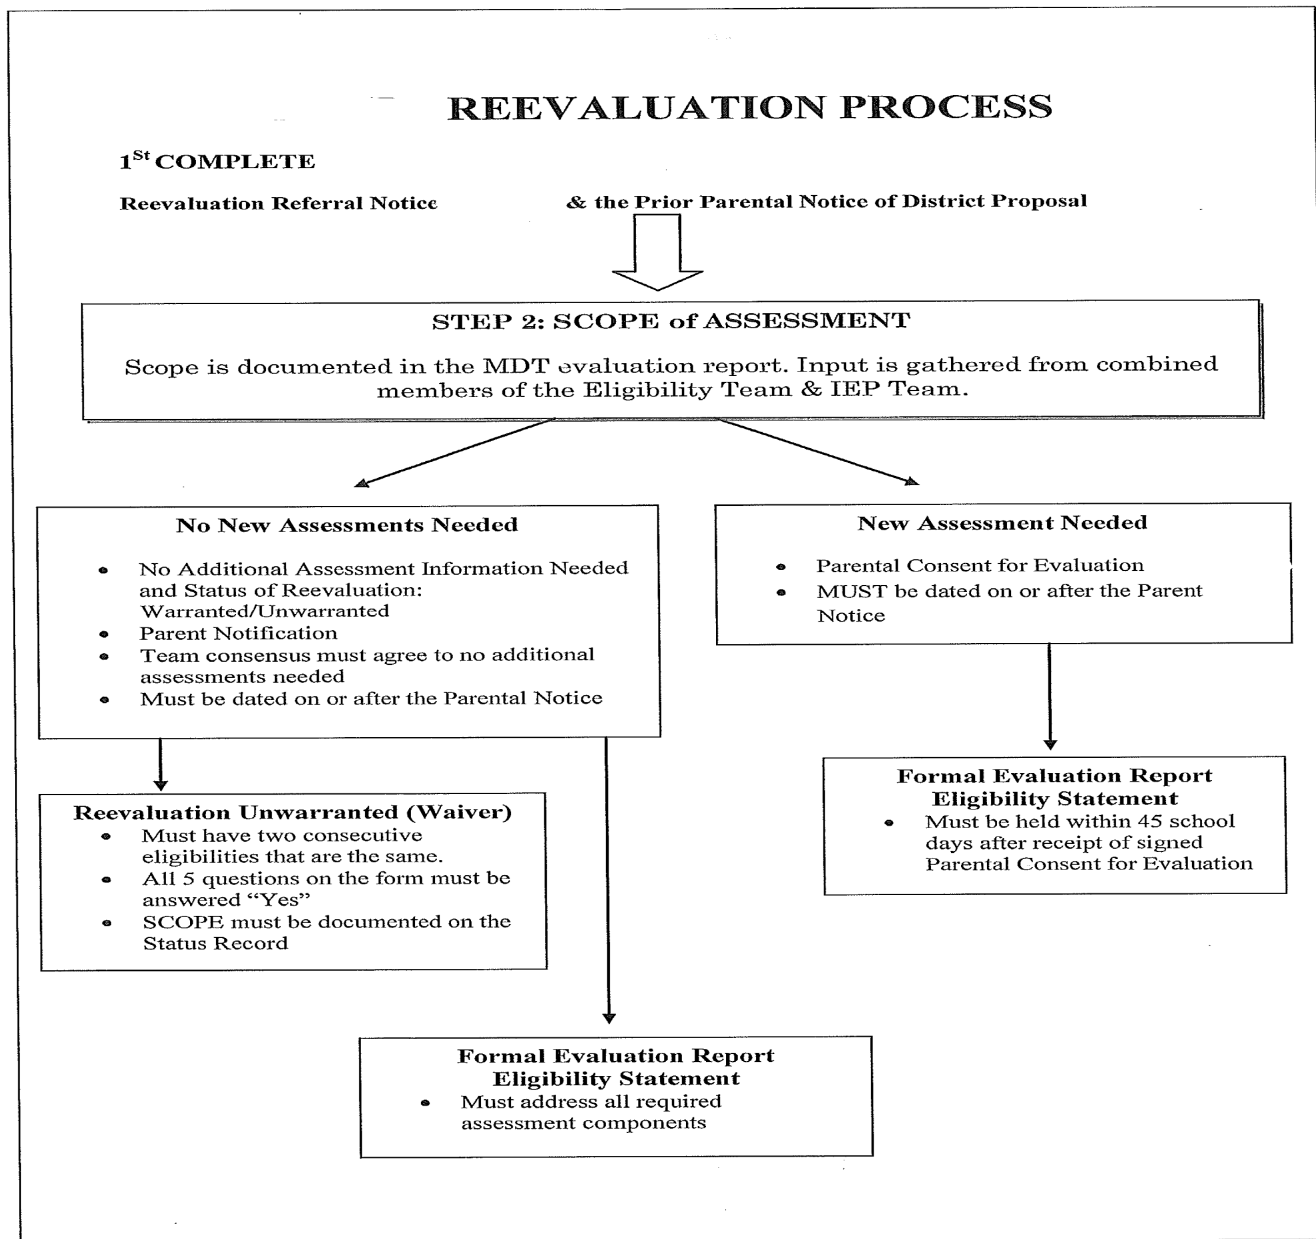 REEVALUATION PROCESS
1St COMPLETE
Reevaluation Referral Notice & the Prior Parental Notice of District Proposal
STEP 2: SCOPE of ASSESSMENT
Scope is documented in the MDT evaluation report. Input is gathered from combined
members of the Eligibility Team & IEP Team.
No New Assessments Needed
• No Additional Assessment Information Needed
and Status of Reevaluation:
Warranted/Unwarranted
• Parent Notification
• Team consensus must agree to no additional
assessments needed
• Must be dated on or after the Parental Notice
New Assessment Needed
• Parental Consent for Evaluation
• MUST be dated on or after the Parent
Notice
Reevaluation Unwarranted (Waiver)
• Must have two consecutive
eligibilities that are the same.
• All 5 questions on the form must be
answered “Yes”
• SCOPE must be documented on the
Status Record
Formal Evaluation Report
Eligibility Statement
• Must be held within 45 school
days after receipt of signed
Parental Consent for Evaluation
Formal Evaluation Report
Eligibility Statement
• Must address all required
assessment components